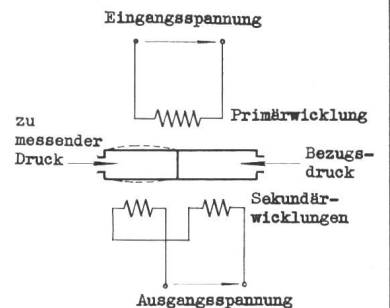 Eingangsspannung
Primärwicklung
zu
messender
Druck
Bezugs-
druck
Sekundär-
wicklungen
Ausgangsspannung